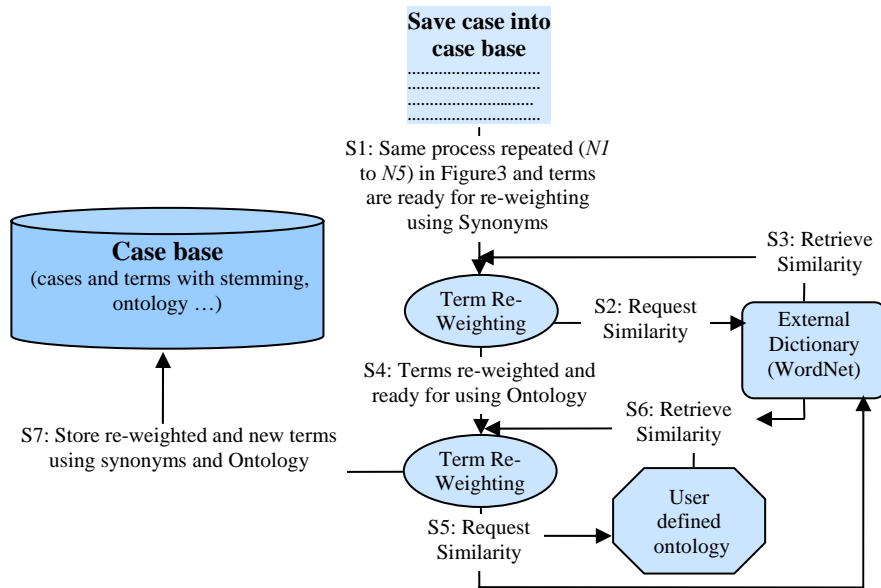 Save case into
case base
S1: Same process repeated (N1
to N5) in Figure3 and terms
are ready for re-weighting
using Synonyms
Case base
(cases and terms with stemming,
ontology …)
S3: Retrieve
Similarity
Term Re-
Weighting
S2: Request
Similarity
External
Dictionary
(WordNet)
S4: Terms re-weighted and
ready for using Ontology
S6: Retrieve
Similarity
S7: Store re-weighted and new terms
using synonyms and Ontology
Term Re-
Weighting
User
defined
ontology
S5: Request
Similarity